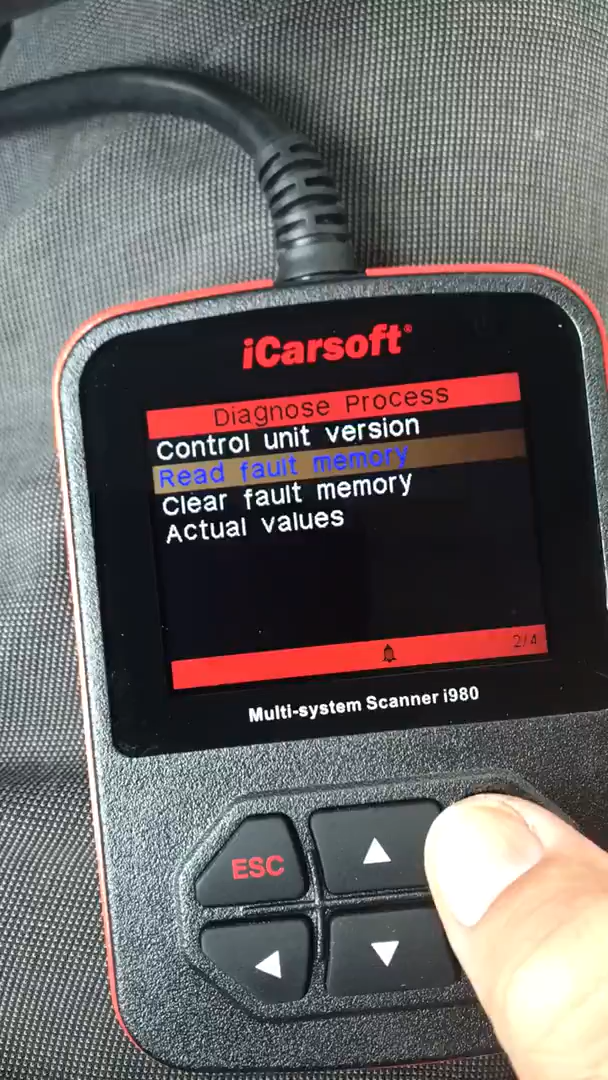 iCarsoft®
Diagnose Process
Control unit version
Read fault memory
Clear fault memory
Actual values
2/4
Multi-system Scanner i980
ESC